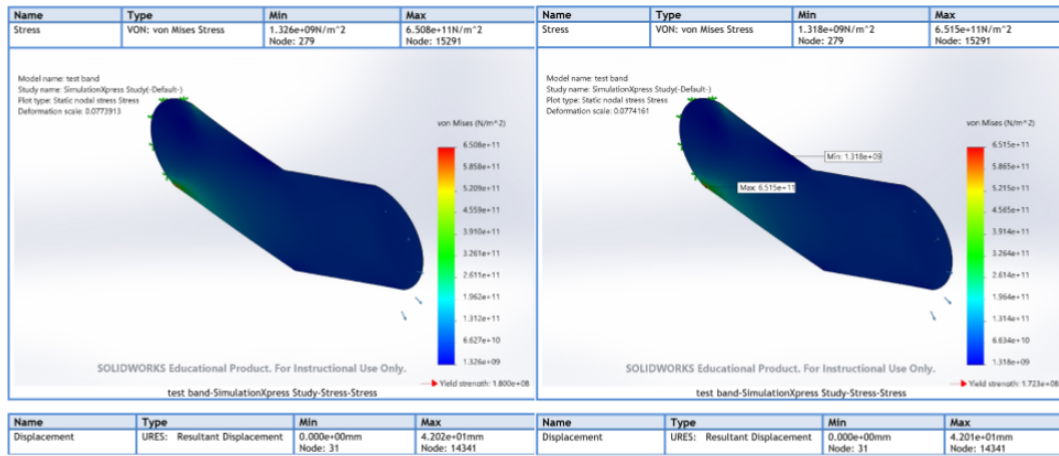 Name Type Min Max
Stress VON: von Mises Stress 1.326e+09N/m^2 6.508e+11N/m^2
Node: 279 Node: 15291
Model name: test band
Study name: SimulationXpress Study(-Default-)
Plot type: Static nodal stress Stress
Deformation scale: 0.0773913
von Mises (N/m^2)
6.508e+11
5.858e+11
5.209e+11
4.559e+11
3.910e+11
3.261e+11
2.611e+11
1.962e+11
1.312e+11
6.627e+10
1.326e+09
Yield strength: 1.800e+08
SOLIDWORKS Educational Product. For Instructional Use Only.
test band-SimulationXpress Study-Stress-Stress
Name Type Min Max
Displacement URES: Resultant Displacement 0.000e+00mm 4.202e+01mm
Node: 31 Node: 14341
Name Type Min Max
Stress VON: von Mises Stress 1.318e+09N/m^2 6.515e+11N/m^2
Node: 279 Node: 15291
Model name: test band
Study name: SimulationXpress Study(-Default-)
Plot type: Static nodal stress Stress
Deformation scale: 0.0774161
von Mises (N/m^2)
Min: 1.318e+09
Max: 6.515e+11
6.515e+11
5.865e+11
5.215e+11
4.565e+11
3.914e+11
3.264e+11
2.614e+11
1.964e+11
1.314e+11
6.634e+10
1.318e+09
Yield strength: 1.723e+08
SOLIDWORKS Educational Product. For Instructional Use Only.
test band-SimulationXpress Study-Stress-Stress
Name Type Min Max
Displacement URES: Resultant Displacement 0.000e+00mm 4.201e+01mm
Node: 31 Node: 14341